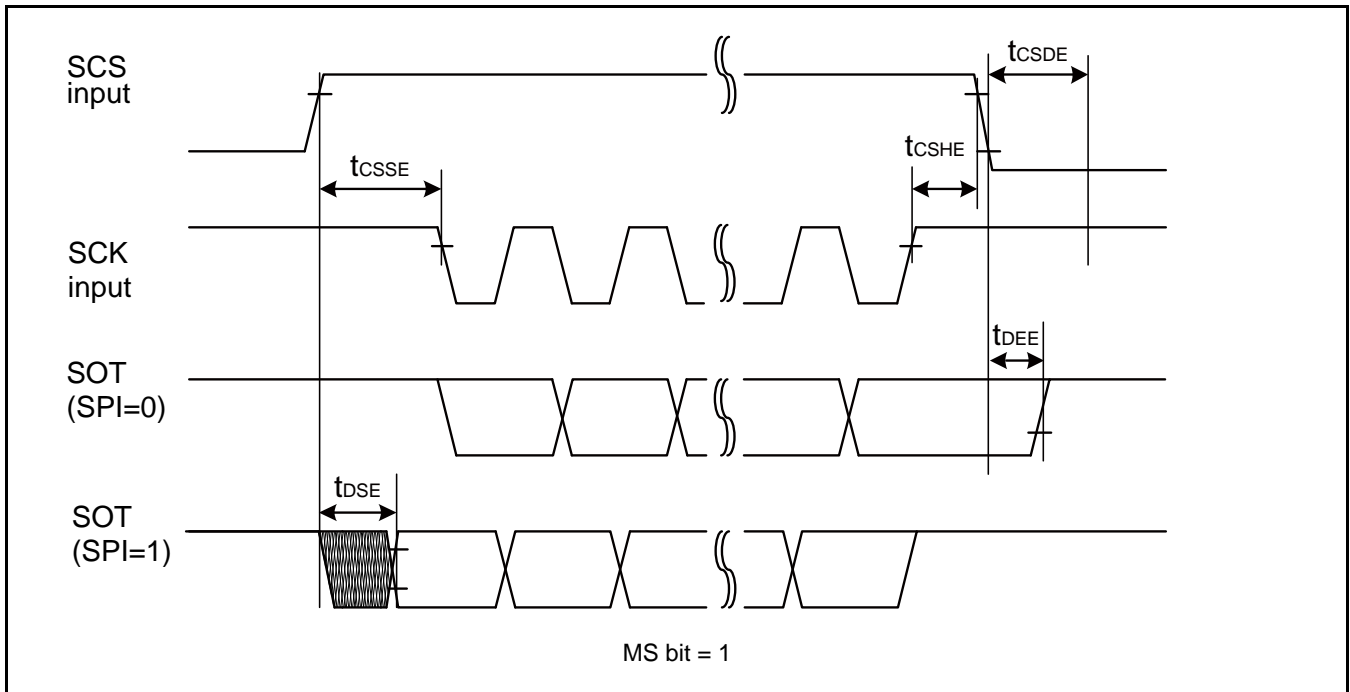 SCS
input
tCSDE
tCSHE
tCSSE
SCK
input
tDEE
SOT
(SPI=0)
tDSE
SOT
(SPI=1)
MS bit = 1